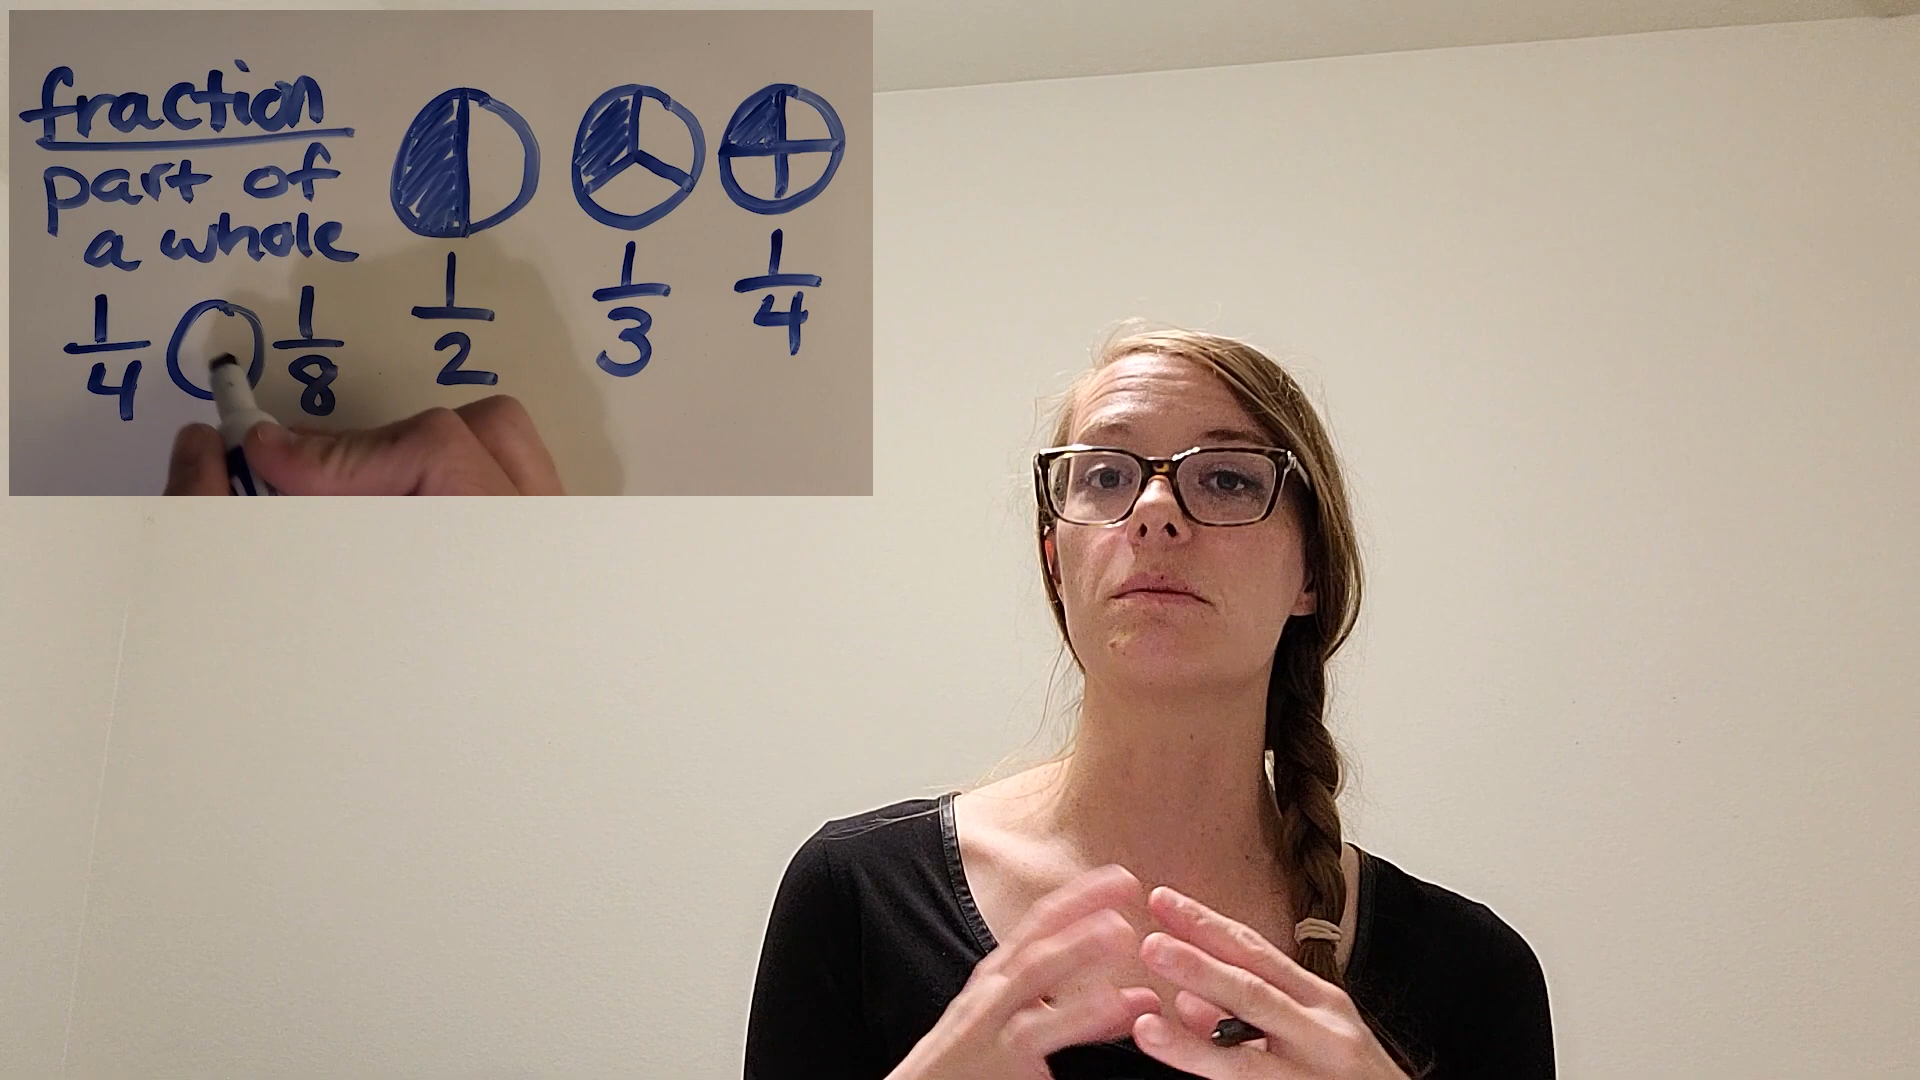 fraction
part of
a whole
1/4 1/8
1/2
1/3
1/4